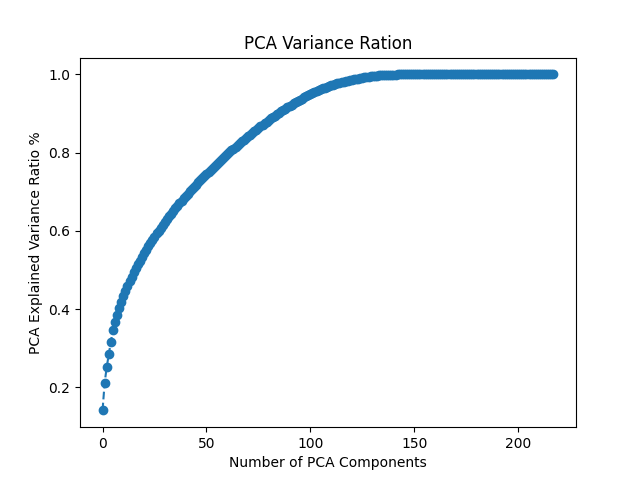 PCA Variance Ration
1.0
0.8
0.6
0.4
0.2
PCA Explained Variance Ratio %
0 50 100 150 200
Number of PCA Components